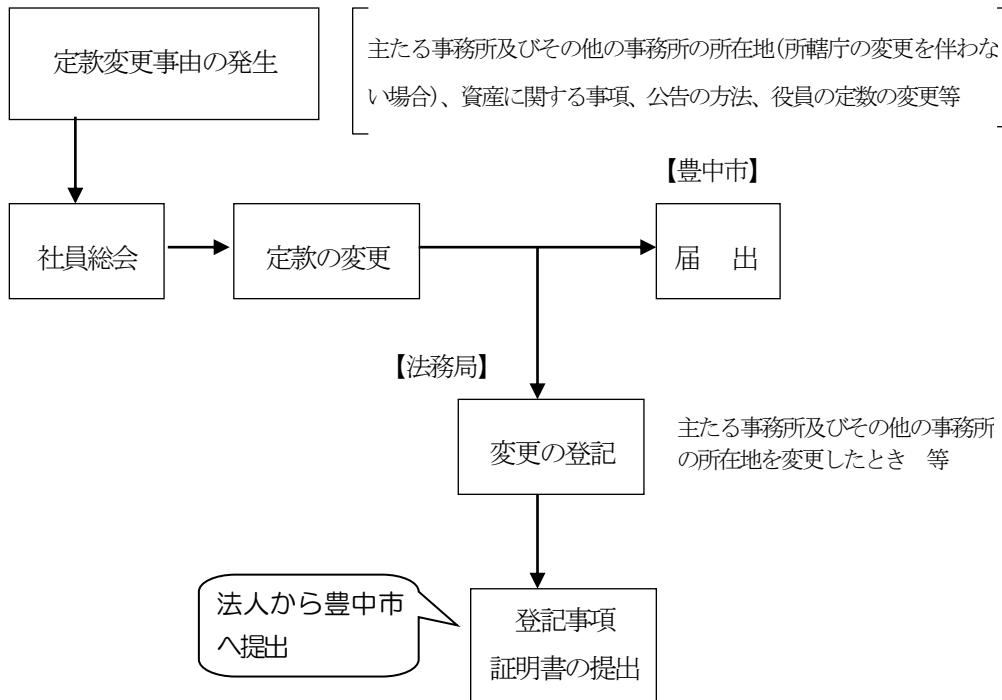 定款変更事由の発生
主たる事務所及びその他の事務所の所在地(所轄庁の変更を伴わな
い場合)、資産に関する事項、公告の方法、役員の定数の変更等
【豊中市】
社員総会
定款の変更
届　出
【法務局】
変更の登記
主たる事務所及びその他の事務所
の所在地を変更したとき　等
法人から豊中市
へ提出
登記事項
証明書の提出